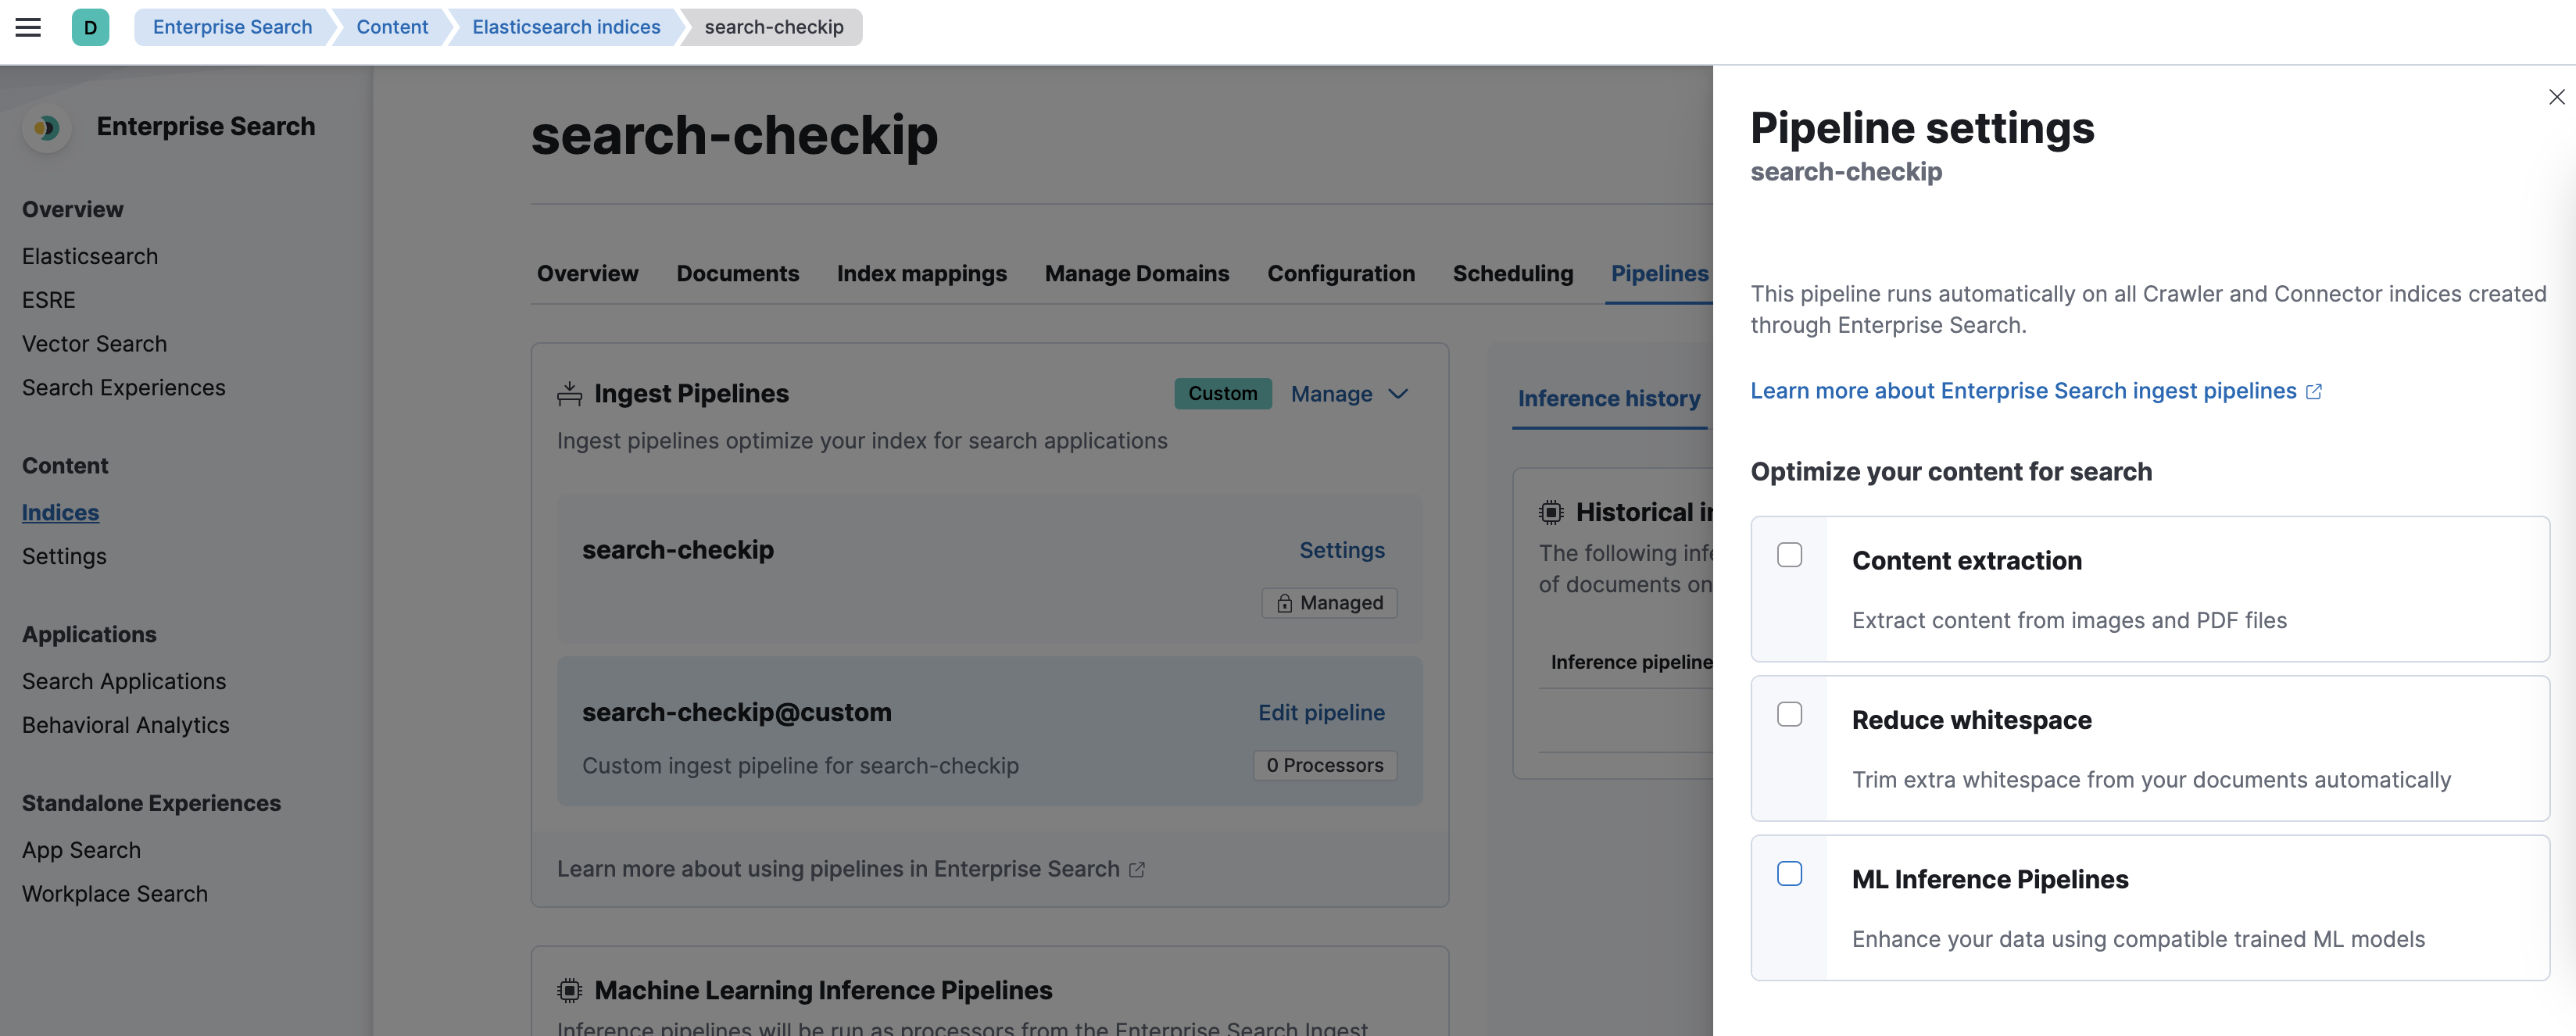 D
Enterprise Search
Content
Elasticsearch indices
search-checkip
Enterprise Search
Overview
Elasticsearch
ESRE
Vector Search
Search Experiences
Content
Indices
Settings
Applications
Search Applications
Behavioral Analytics
Standalone Experiences
App Search
Workplace Search
search-checkip
Overview
Documents
Index mappings
Manage Domains
Configuration
Scheduling
Pipelines
Ingest Pipelines
Custom
Manage
Ingest pipelines optimize your index for search applications
search-checkip
Settings
Managed
search-checkip@custom
Edit pipeline
Custom ingest pipeline for search-checkip
0 Processors
Learn more about using pipelines in Enterprise Search
Machine Learning Inference Pipelines
Inference pipelines will be run as processors from the Enterprise Search Ingest
Inference history
Historical
The following
of documents on
Inference pipeline
Pipeline settings
search-checkip
This pipeline runs automatically on all Crawler and Connector indices created
through Enterprise Search.
Learn more about Enterprise Search ingest pipelines
Optimize your content for search
Content extraction
Extract content from images and PDF files
Reduce whitespace
Trim extra whitespace from your documents automatically
ML Inference Pipelines
Enhance your data using compatible trained ML models